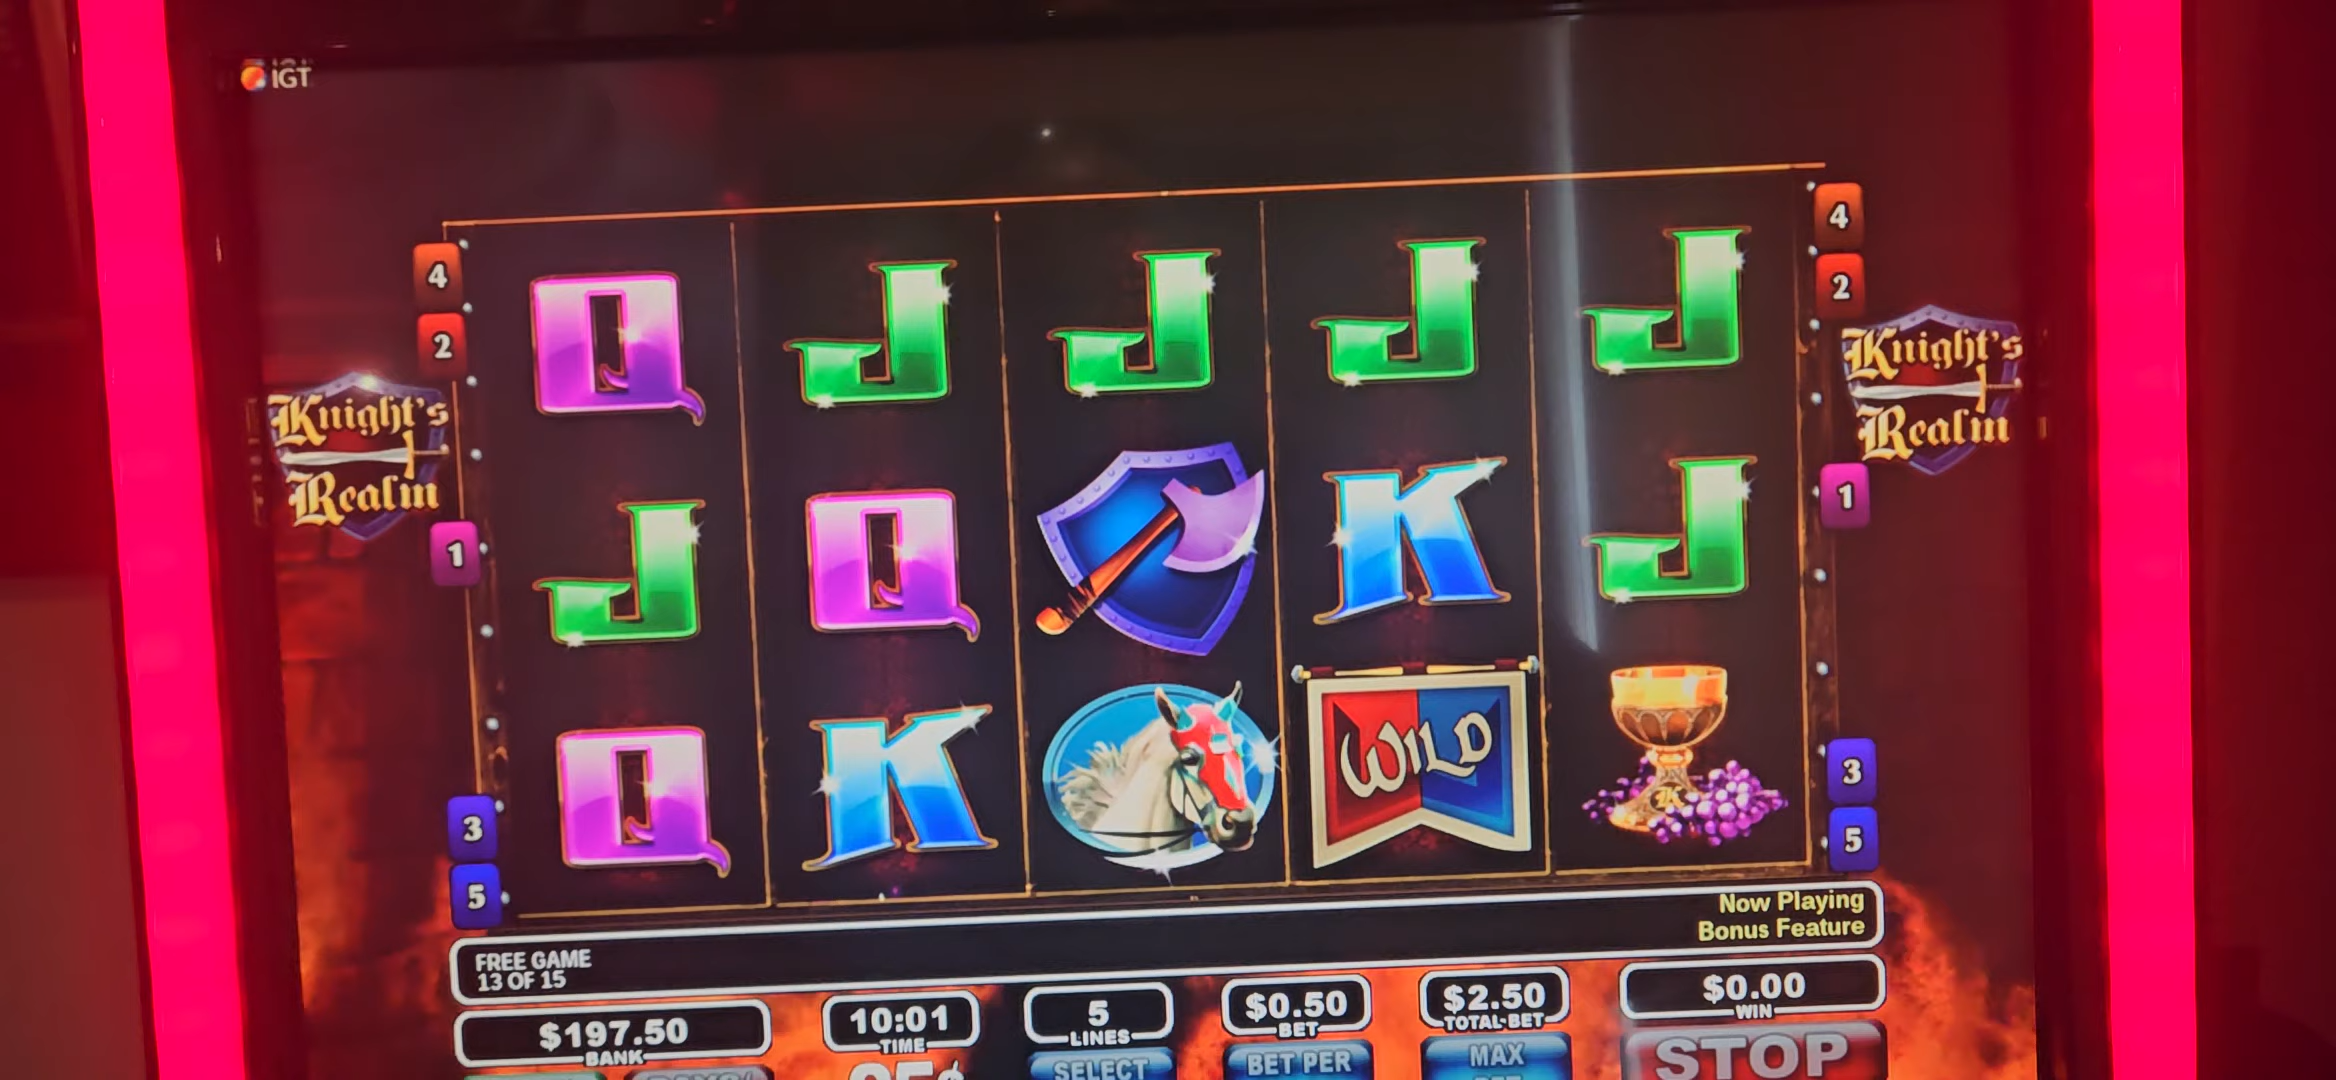 IGT
4
4
2
2
Q J J J J
Knight's
Realm
Knight's
Realm
1
1
J Q K J
Q K WILD K
3
3
5
5
Now Playing
Bonus Feature
FREE GAME
13 OF 15
$197.50
BANK
10:01
TIME
5
LINES
$0.50
BET
$2.50
TOTAL BET
$0.00
WIN
SELECT
BET PER
MAX
STOP